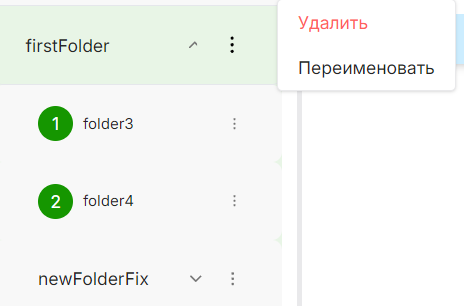 Удалить
firstFolder
Переименовать
1 folder3
2 folder4
newFolderFix